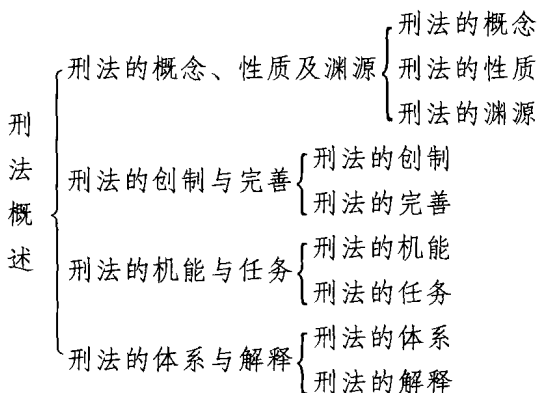 刑法概述
刑法的概念、性质及渊源
刑法的概念
刑法的性质
刑法的渊源
刑法的创制与完善
刑法的创制
刑法的完善
刑法的机能与任务
刑法的机能
刑法的任务
刑法的体系与解释
刑法的体系
刑法的解释